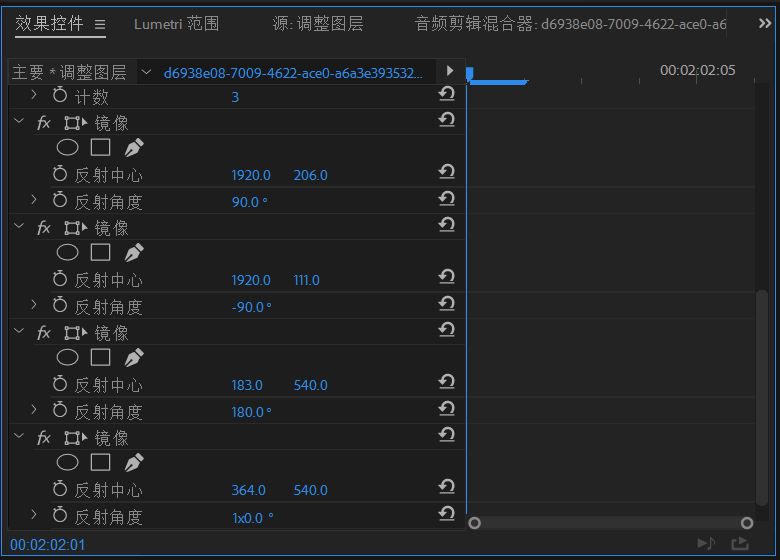 效果控件 Lumetri 范围 源: 调整图层 音频剪辑混合器: d6938e08-7009-4622-ace0-a6
主要 * 调整图层 d6938e08-7009-4622-ace0-a6a3e393532... 00:02:02:05
计数 3
fx 镜像
反射中心 1920.0 206.0
反射角度 90.0 °
fx 镜像
反射中心 1920.0 111.0
反射角度 -90.0 °
fx 镜像
反射中心 183.0 540.0
反射角度 180.0 °
fx 镜像
反射中心 364.0 540.0
反射角度 1x0.0 °
00:02:02:01